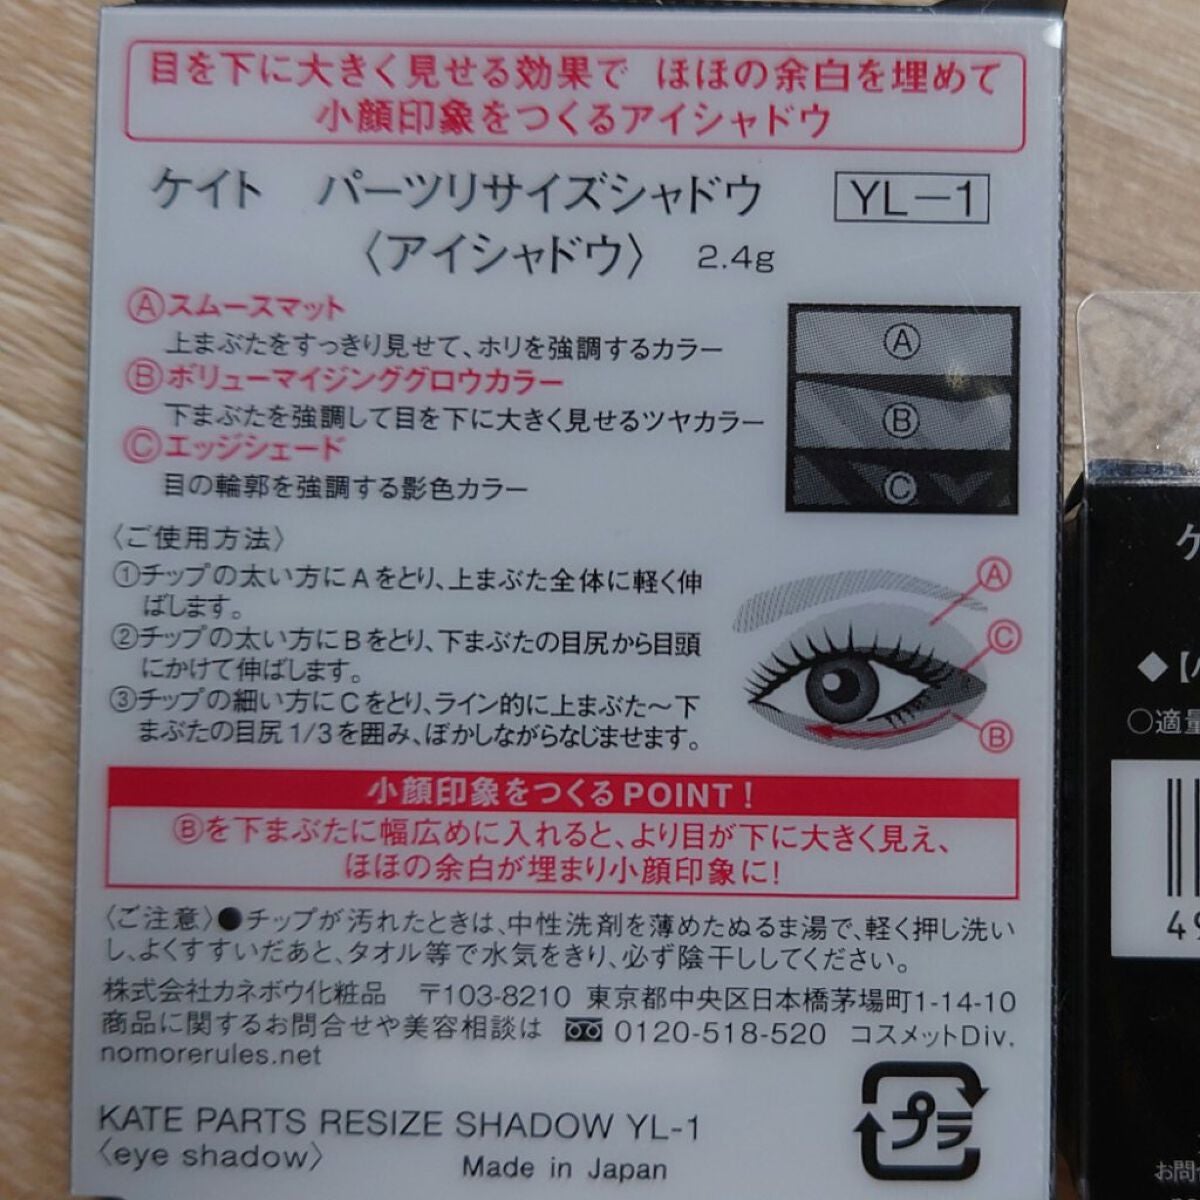 目を下に大きく見せる効果で ほほの余白を埋めて
小顔印象をつくるアイシャドウ
ケイト パーツリサイズシャドウ YL-1
〈アイシャドウ〉 2.4g
Ⓐスムースマット
上まぶたをすっきり見せて、ホリを強調するカラー
Ⓑボリューマイジンググロウカラー
下まぶたを強調して目を下に大きく見せるツヤカラー
Ⓒエッジシェード
目の輪郭を強調する影色カラー
Ⓐ
Ⓑ
Ⓒ
〈ご使用方法〉
①チップの太い方にAをとり、上まぶた全体に軽く伸
ばします。
②チップの太い方にBをとり、下まぶたの目尻から目頭
にかけて伸ばします。
③チップの細い方にCをとり、ライン的に上まぶた〜下
まぶたの目尻1/3を囲み、ぼかしながらなじませます。
Ⓐ
Ⓒ
Ⓑ
小顔印象をつくるPOINT!
Ⓑを下まぶたに幅広めに入れると、より目が下に大きく見え、
ほほの余白が埋まり小顔印象に!
〈ご注意〉●チップが汚れたときは、中性洗剤を薄めたぬるま湯で、軽く押し洗い
し、よくすすいだあと、タオル等で水気をきり、必ず陰干ししてください。
株式会社カネボウ化粧品 〒103-8210 東京都中央区日本橋茅場町1-14-10
商品に関するお問合せや美容相談は 0120-518-520 コスメットDiv.
nomorerules.net
KATE PARTS RESIZE SHADOW YL-1
〈eye shadow〉
Made in Japan
プラ
ケ
◆【
○適量
49
お問